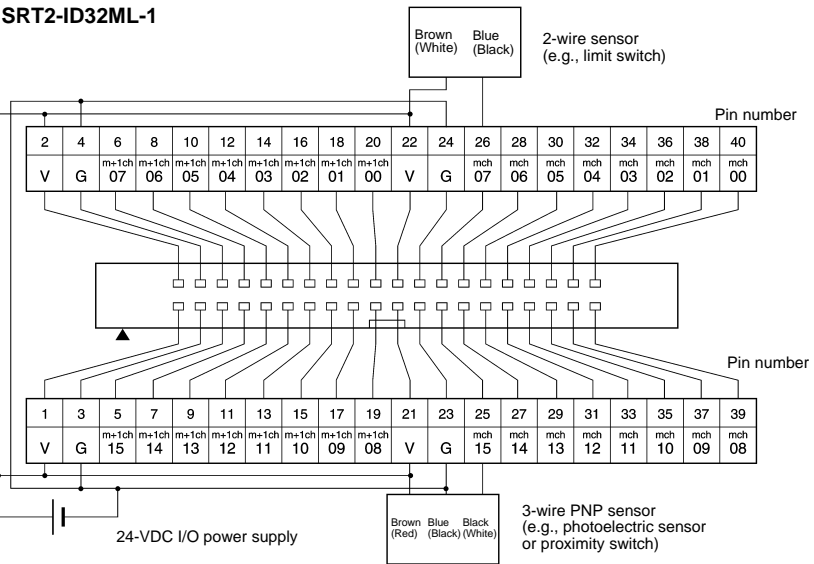 SRT2-ID32ML-1
Brown (White)
Blue (Black)
2-wire sensor
(e.g., limit switch)
Pin number
2 4 6 8 10 12 14 16 18 20 22 24 26 28 30 32 34 36 38 40
V G m+1ch 07 m+1ch 06 m+1ch 05 m+1ch 04 m+1ch 03 m+1ch 02 m+1ch 01 m+1ch 00 V G mch 07 mch 06 mch 05 mch 04 mch 03 mch 02 mch 01 mch 00
Pin number
1 3 5 7 9 11 13 15 17 19 21 23 25 27 29 31 33 35 37 39
V G m+1ch 15 m+1ch 14 m+1ch 13 m+1ch 12 m+1ch 11 m+1ch 10 m+1ch 09 m+1ch 08 V G mch 15 mch 14 mch 13 mch 12 mch 11 mch 10 mch 09 mch 08
24-VDC I/O power supply
Brown (Red)
Blue (Black)
Black (White)
3-wire PNP sensor
(e.g., photoelectric sensor
or proximity switch)